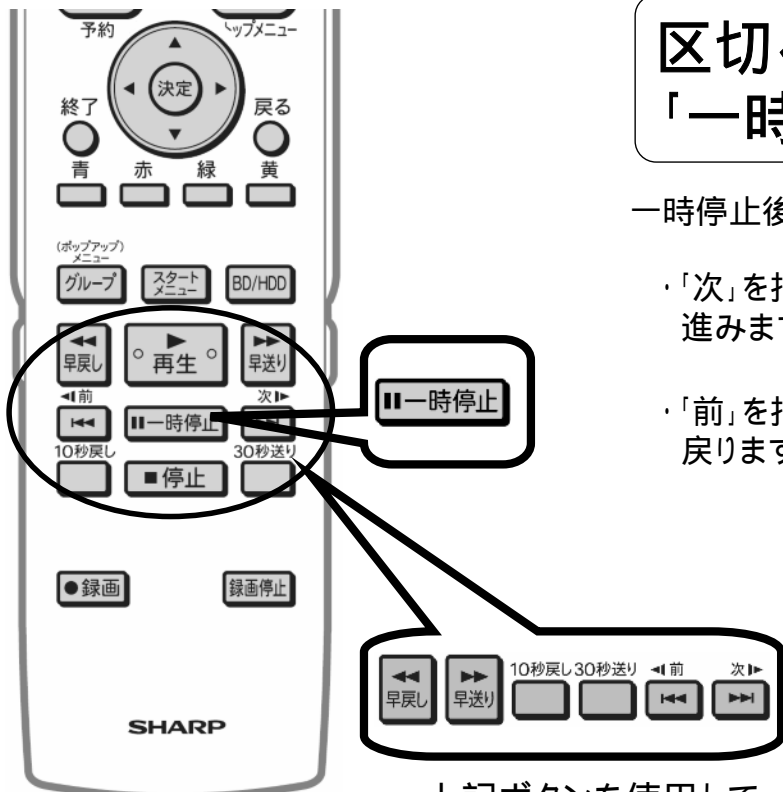 予約
ップメニュー
決定
終了
戻る
青 赤 緑 黄
(ポップアップ)
メニュー
グループ
スタート
メニュー
BD/HDD
早戻し
再生
早送り
前
次
一時停止
10秒戻し
30秒送り
停止
録画
録画停止
SHARP
一時停止
早戻し
早送り
10秒戻し
30秒送り
前
次
区切
「一時
一時停止後
・「次」を
進みま
・「前」を
戻ります
上記ボタンを使用して